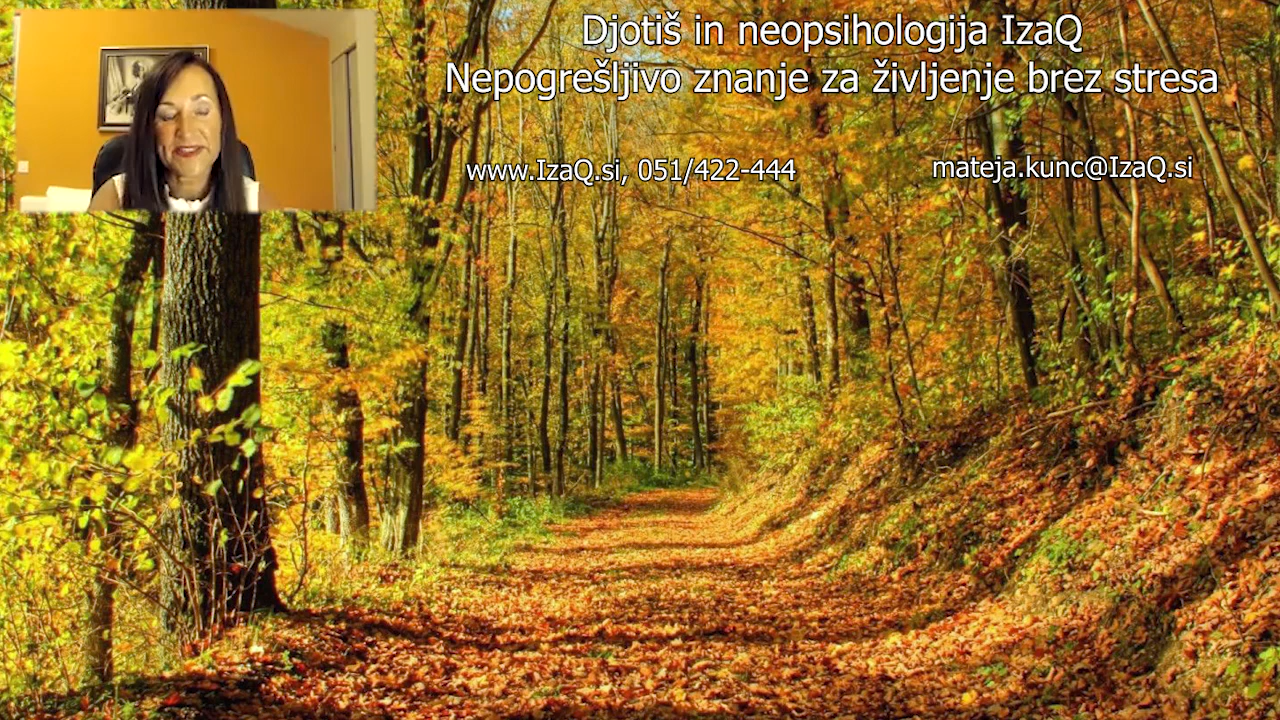 Djotiš in neopsihologija IzaQ
Nepogrešljivo znanje za življenje brez stresa
www.IzaQ.si, 051/422-444
mateja.kunc@IzaQ.si